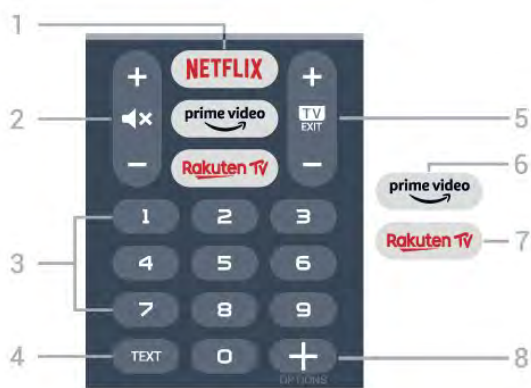 1
NETFLIX
+ +
2 prime video TV EXIT 5
- -
Rakuten TV
6
prime video
1 2 3
Rakuten TV 7
3
4 5 6
7 8 9
4 TEXT 0 + 8
OPTIONS